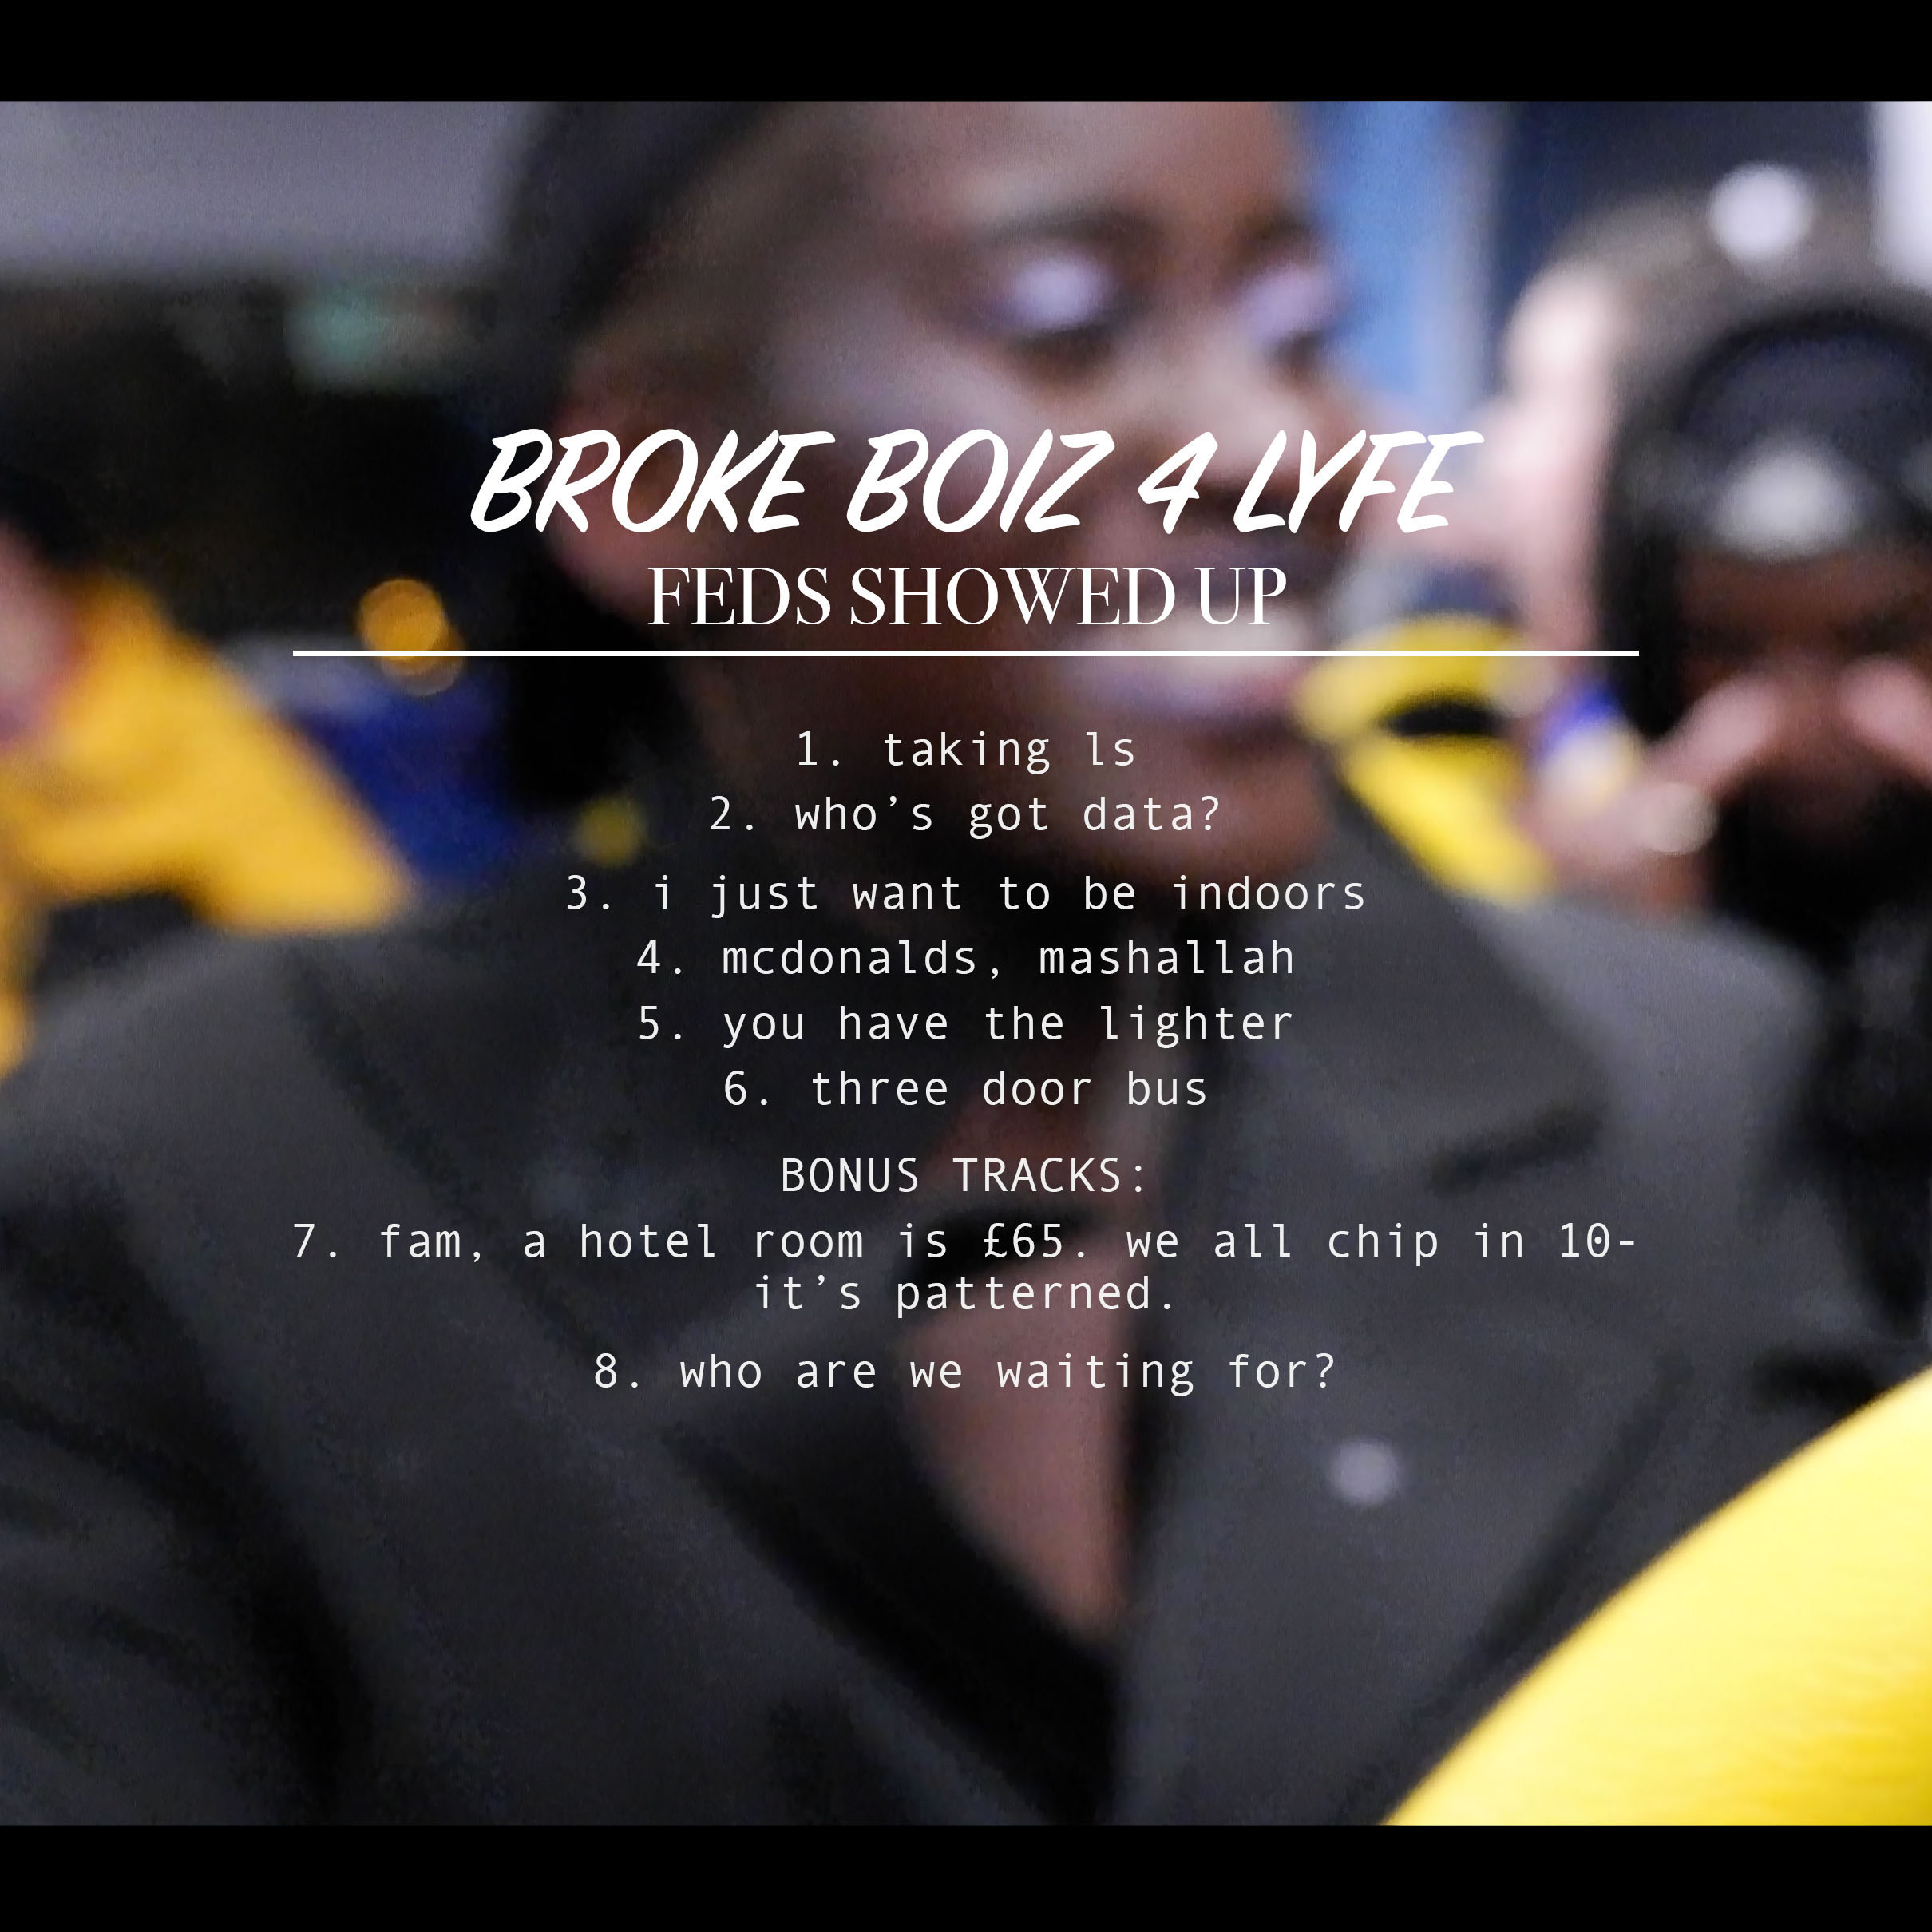 BROKE BOIZ 4 LYFE
FEDS SHOWED UP
1. taking ls
2. who’s got data?
3. i just want to be indoors
4. mcdonalds, mashallah
5. you have the lighter
6. three door bus
BONUS TRACKS:
7. fam, a hotel room is £65. we all chip in 10-
it’s patterned.
8. who are we waiting for?